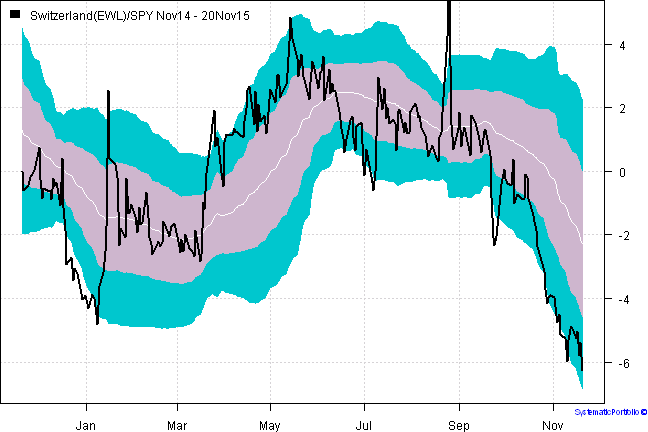 Switzerland(EWL)/SPY Nov14 - 20Nov15
4
2
0
-2
-4
-6
Jan Mar May Jul Sep Nov
SystematicPortfolio ©